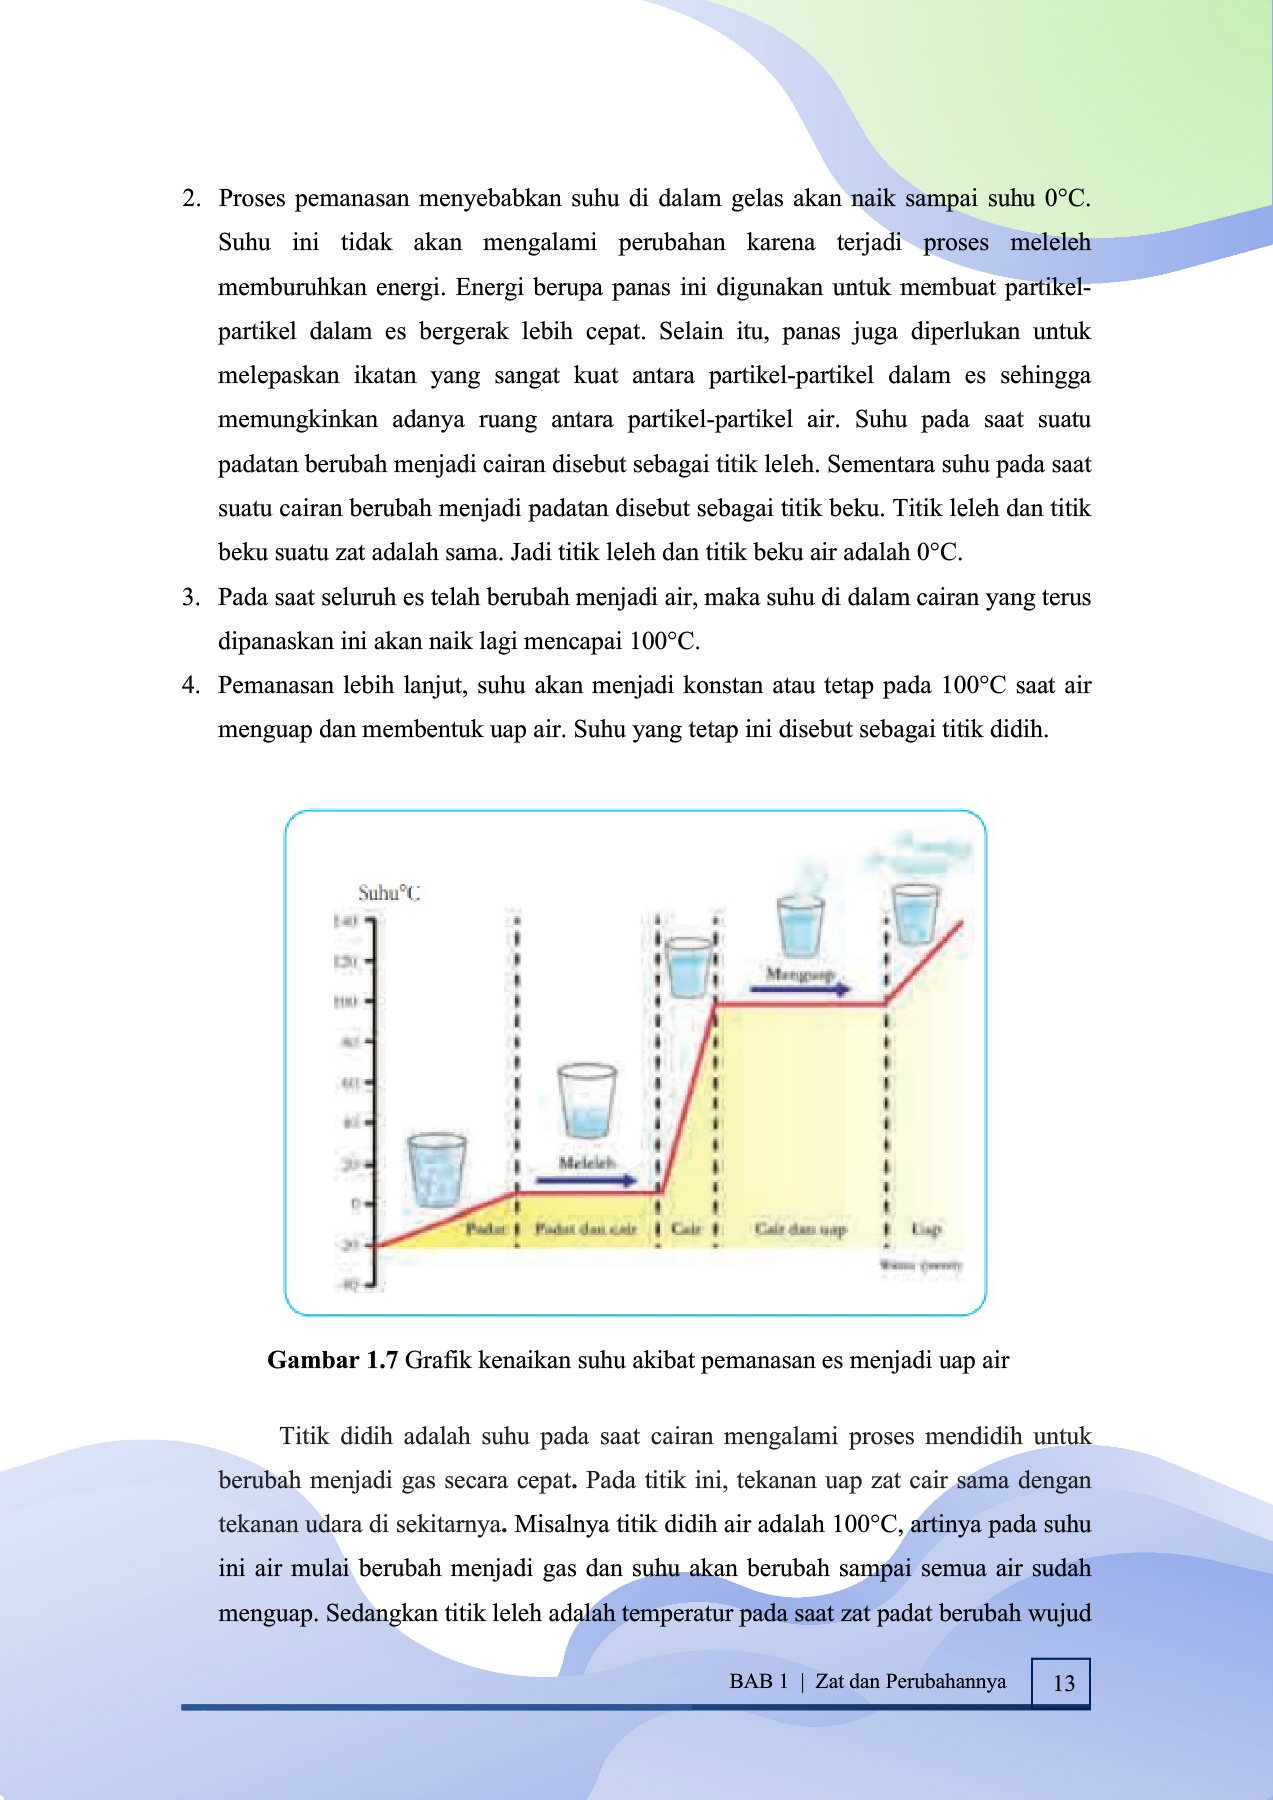 2. Proses pemanasan menyebabkan suhu di dalam gelas akan naik sampai suhu 0°C.
Suhu ini tidak akan mengalami perubahan karena terjadi proses meleleh
memburuhkan energi. Energi berupa panas ini digunakan untuk membuat partikel-
partikel dalam es bergerak lebih cepat. Selain itu, panas juga diperlukan untuk
melepaskan ikatan yang sangat kuat antara partikel-partikel dalam es sehingga
memungkinkan adanya ruang antara partikel-partikel air. Suhu pada saat suatu
padatan berubah menjadi cairan disebut sebagai titik leleh. Sementara suhu pada saat
suatu cairan berubah menjadi padatan disebut sebagai titik beku. Titik leleh dan titik
beku suatu zat adalah sama. Jadi titik leleh dan titik beku air adalah 0°C.
3. Pada saat seluruh es telah berubah menjadi air, maka suhu di dalam cairan yang terus
dipanaskan ini akan naik lagi mencapai 100°C.
4. Pemanasan lebih lanjut, suhu akan menjadi konstan atau tetap pada 100°C saat air
menguap dan membentuk uap air. Suhu yang tetap ini disebut sebagai titik didih.
Suhu°C
140
120
100
80
60
40
20
0
-20
-40
Menguap
Meleleh
Padat
Padat dan cair
Cair
Cair dan uap
Uap
Gambar 1.7 Grafik kenaikan suhu akibat pemanasan es menjadi uap air
Titik didih adalah suhu pada saat cairan mengalami proses mendidih untuk
berubah menjadi gas secara cepat. Pada titik ini, tekanan uap zat cair sama dengan
tekanan udara di sekitarnya. Misalnya titik didih air adalah 100°C, artinya pada suhu
ini air mulai berubah menjadi gas dan suhu akan berubah sampai semua air sudah
menguap. Sedangkan titik leleh adalah temperatur pada saat zat padat berubah wujud
BAB 1 | Zat dan Perubahannya
13